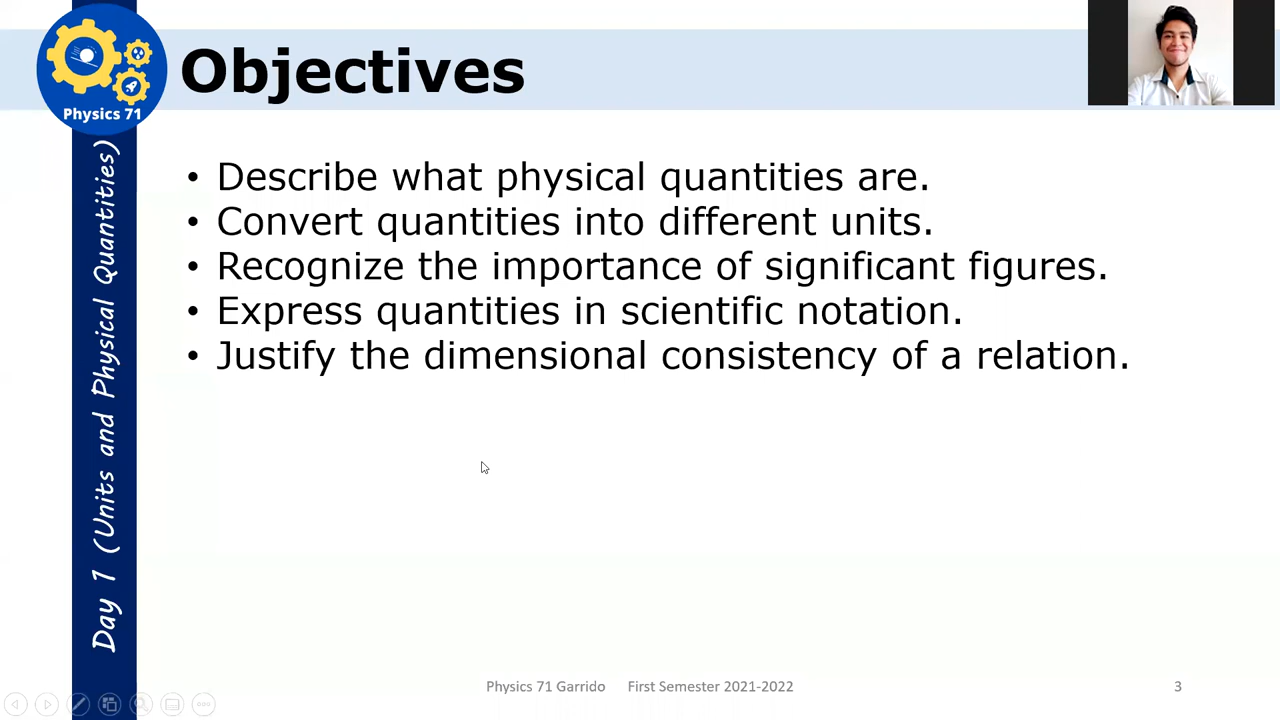 Physics 71
Objectives
Day 1 (Units and Physical Quantities)
• Describe what physical quantities are.
• Convert quantities into different units.
• Recognize the importance of significant figures.
• Express quantities in scientific notation.
• Justify the dimensional consistency of a relation.
Physics 71 Garrido First Semester 2021-2022
3